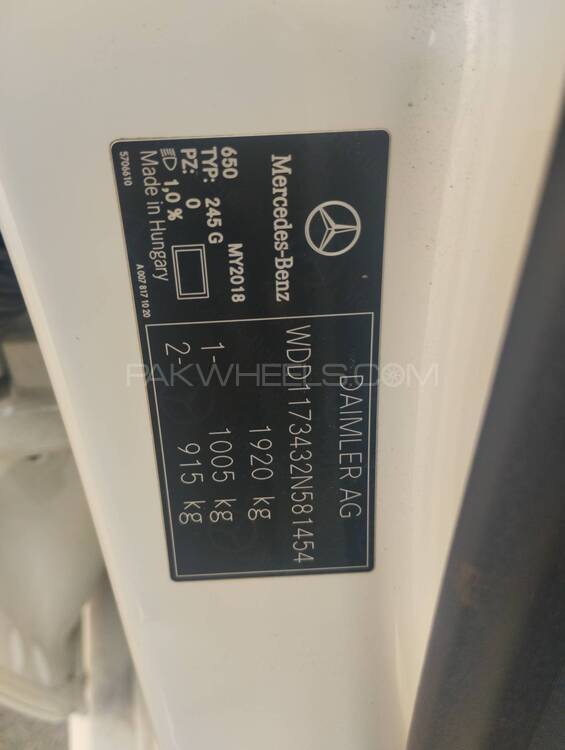 Mercedes-Benz
MY2018
650
TYP: 245 G
PZ: 0
1,0 %
Made in Hungary
5706610
A 007 817 10 20
DAIMLER AG
WDD1173432N581454
1920 kg
1- 1005 kg
2- 915 kg
PAKWHEELS.COM